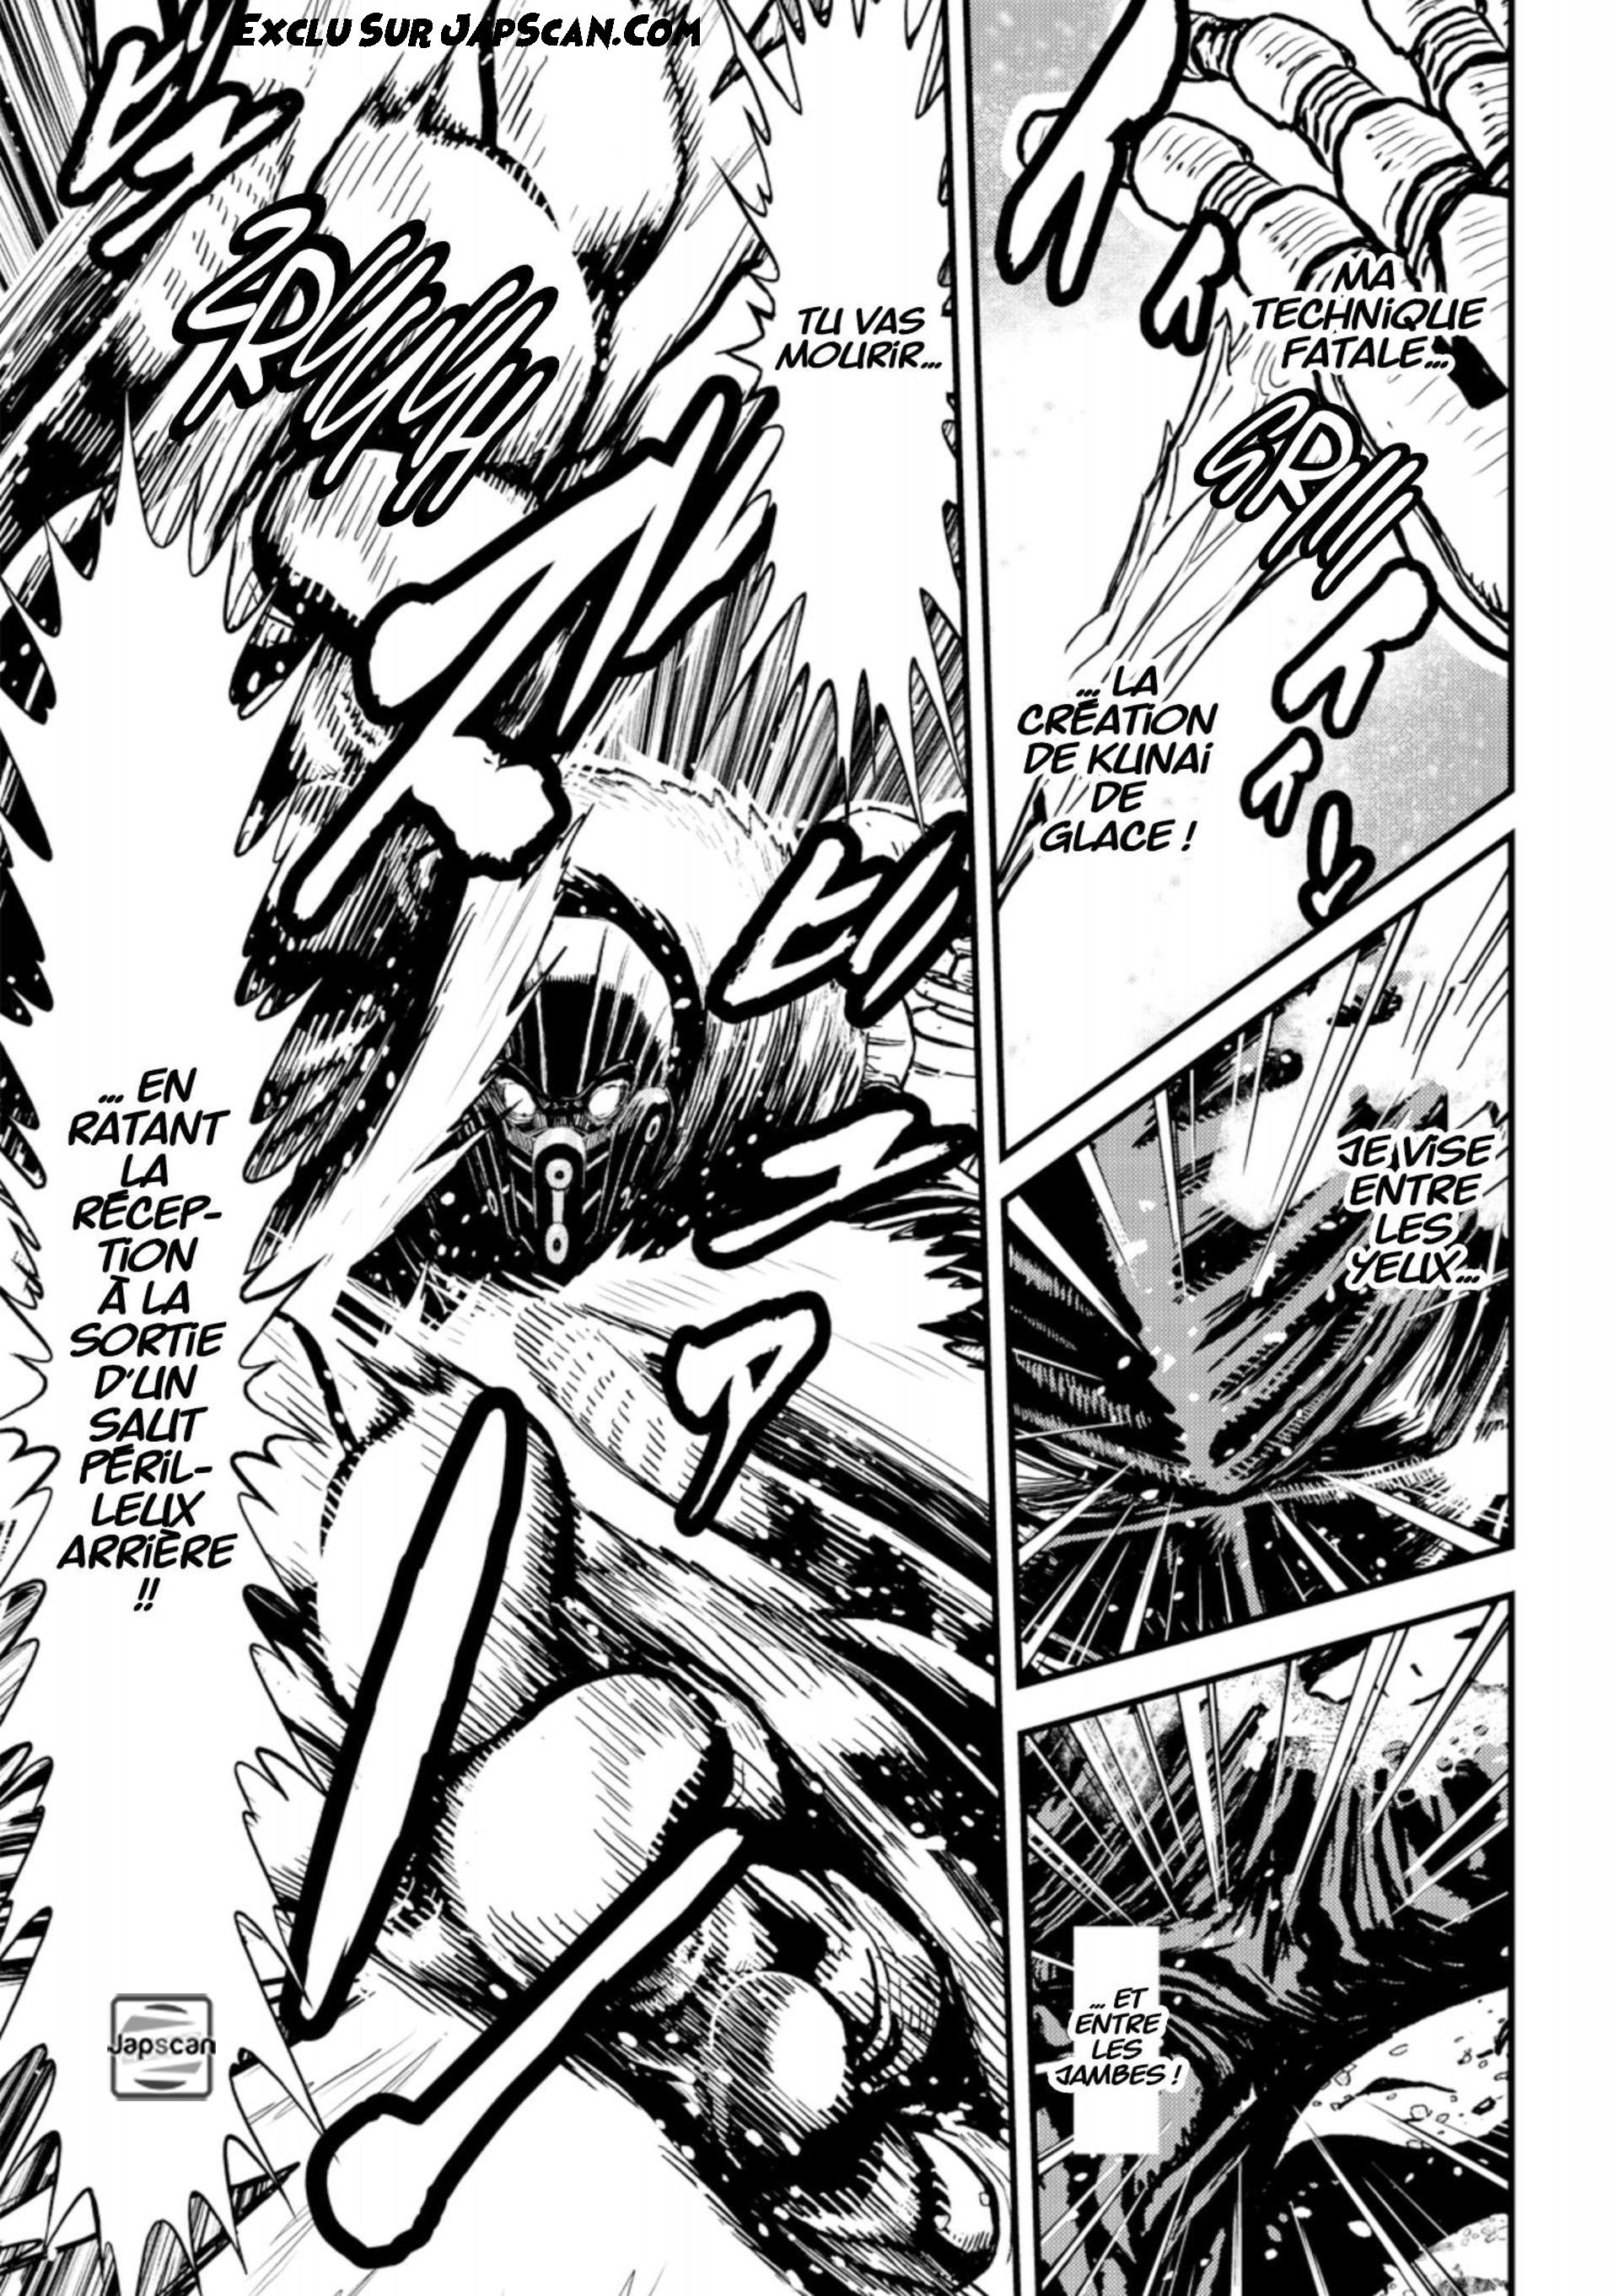 EXCLU SUR JAPSCAN.COM
MA
TECHNIQUE
FATALE...
SRIIII
... LA
CRÉATION
DE KUNAI
DE
GLACE !
JE VISE
ENTRE
LES
YEUX...
... ET
ENTRE
LES
JAMBES !
TU VAS
MOURIR...
... EN
RATANT
LA
RÉCEP-
TION
À LA
SORTIE
D'UN
SAUT
PÉRIL-
LEUX
ARRIÈRE
!!
Japscan